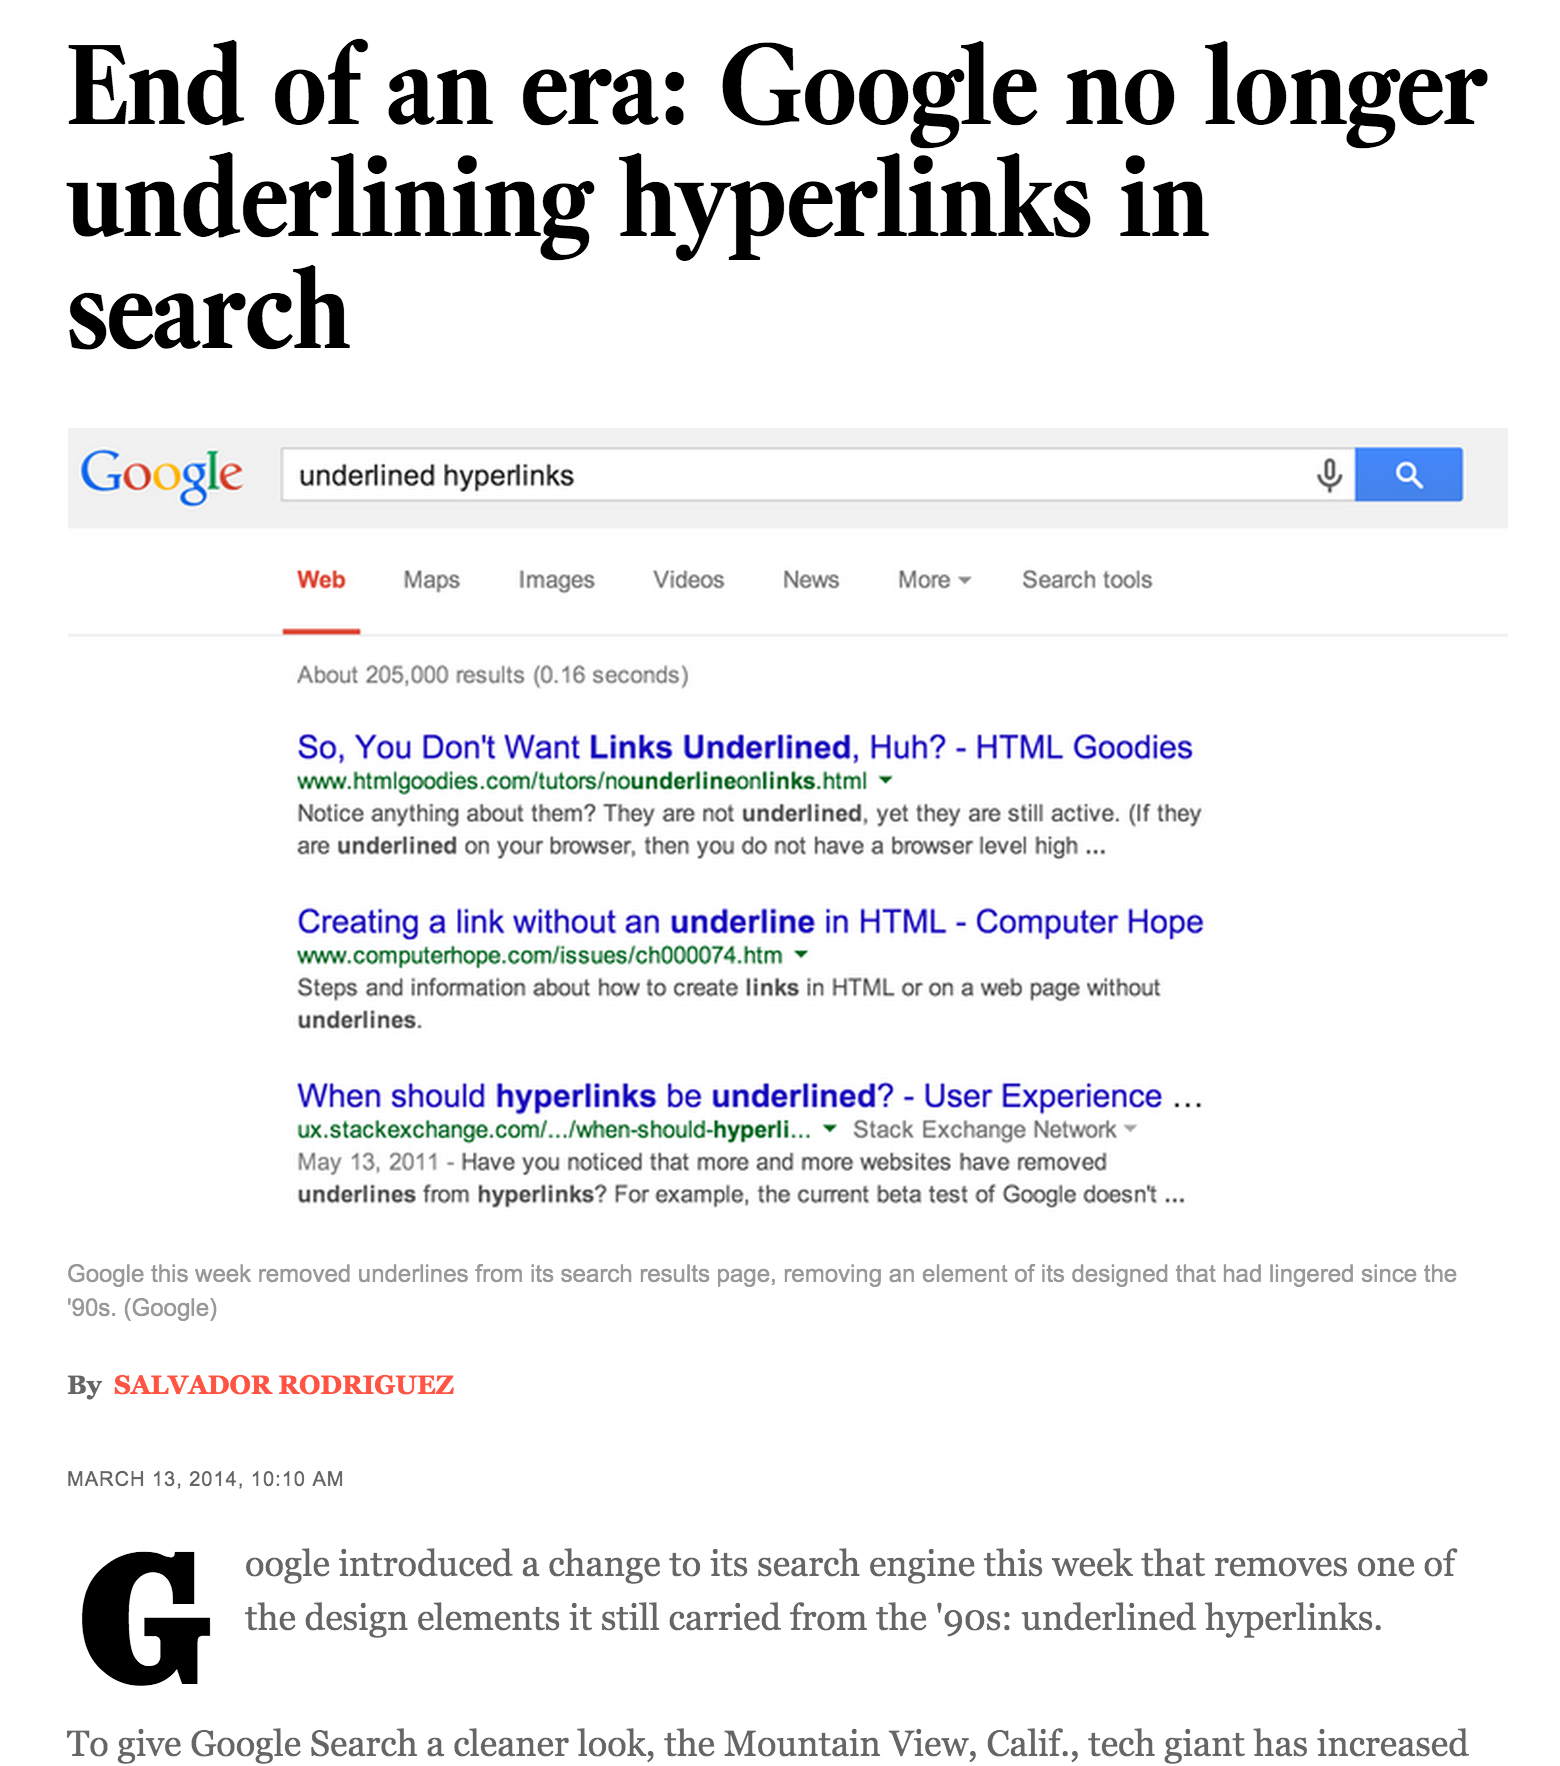 End of an era: Google no longer
underlining hyperlinks in
search
Google underlined hyperlinks
Web Maps Images Videos News More Search tools
About 205,000 results (0.16 seconds)
So, You Don't Want Links Underlined, Huh? - HTML Goodies
www.htmlgoodies.com/tutors/nounderlineonlinks.html
Notice anything about them? They are not underlined, yet they are still active. (If they
are underlined on your browser, then you do not have a browser level high ...
Creating a link without an underline in HTML - Computer Hope
www.computerhope.com/issues/ch000074.htm
Steps and information about how to create links in HTML or on a web page without
underlines.
When should hyperlinks be underlined? - User Experience ...
ux.stackexchange.com/.../when-should-hyperli... Stack Exchange Network
May 13, 2011 - Have you noticed that more and more websites have removed
underlines from hyperlinks? For example, the current beta test of Google doesn't ...
Google this week removed underlines from its search results page, removing an element of its designed that had lingered since the
'90s. (Google)
By SALVADOR RODRIGUEZ
MARCH 13, 2014, 10:10 AM
Google introduced a change to its search engine this week that removes one of
the design elements it still carried from the '90s: underlined hyperlinks.
To give Google Search a cleaner look, the Mountain View, Calif., tech giant has increased